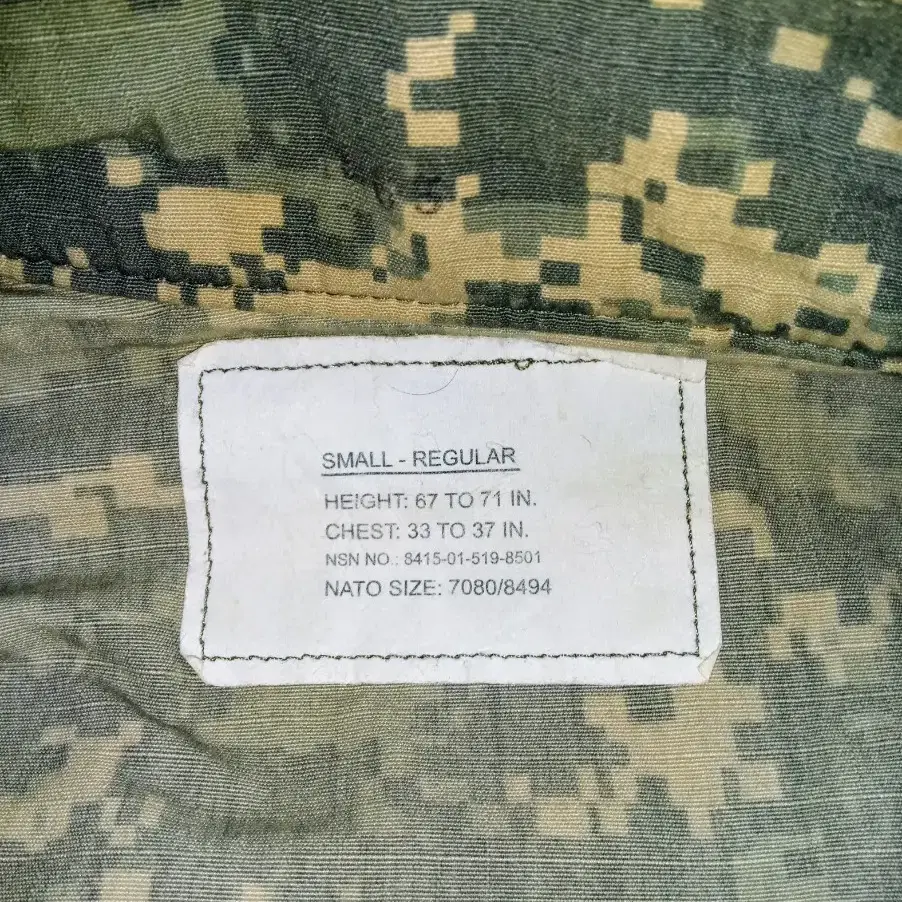 SMALL - REGULAR
HEIGHT: 67 TO 71 IN.
CHEST: 33 TO 37 IN.
NSN NO.: 8415-01-519-8501
NATO SIZE: 7080/8494